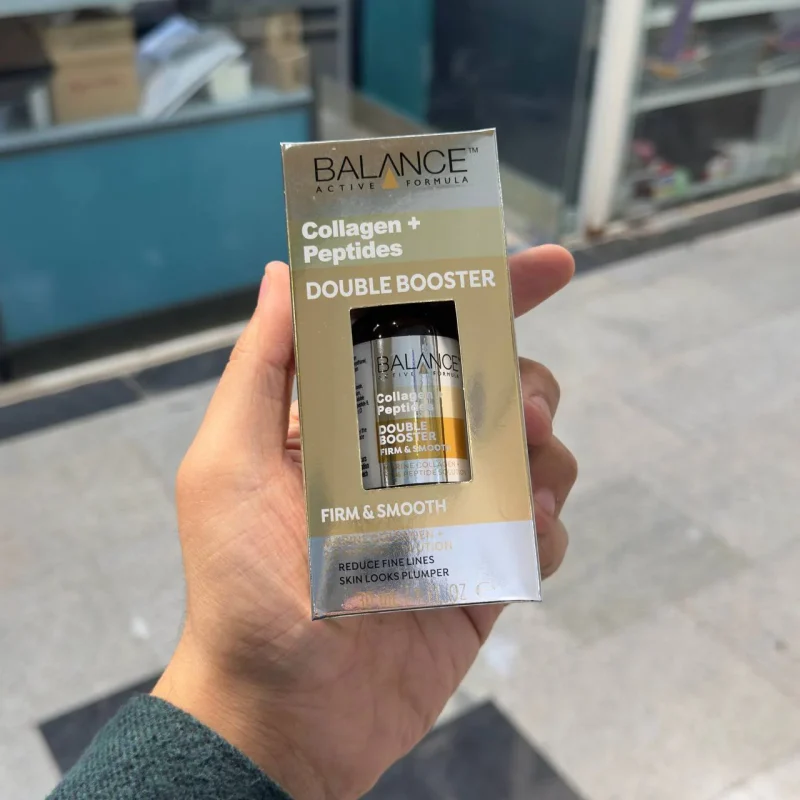 BALANCE™
ACTIVE FORMULA
Collagen +
Peptides
DOUBLE BOOSTER
BALANCE
ACTIVE FORMULA
Collagen +
Peptides
DOUBLE
BOOSTER
FIRM & SMOOTH
FIRM & SMOOTH
REDUCE FINE LINES
SKIN LOOKS PLUMPER